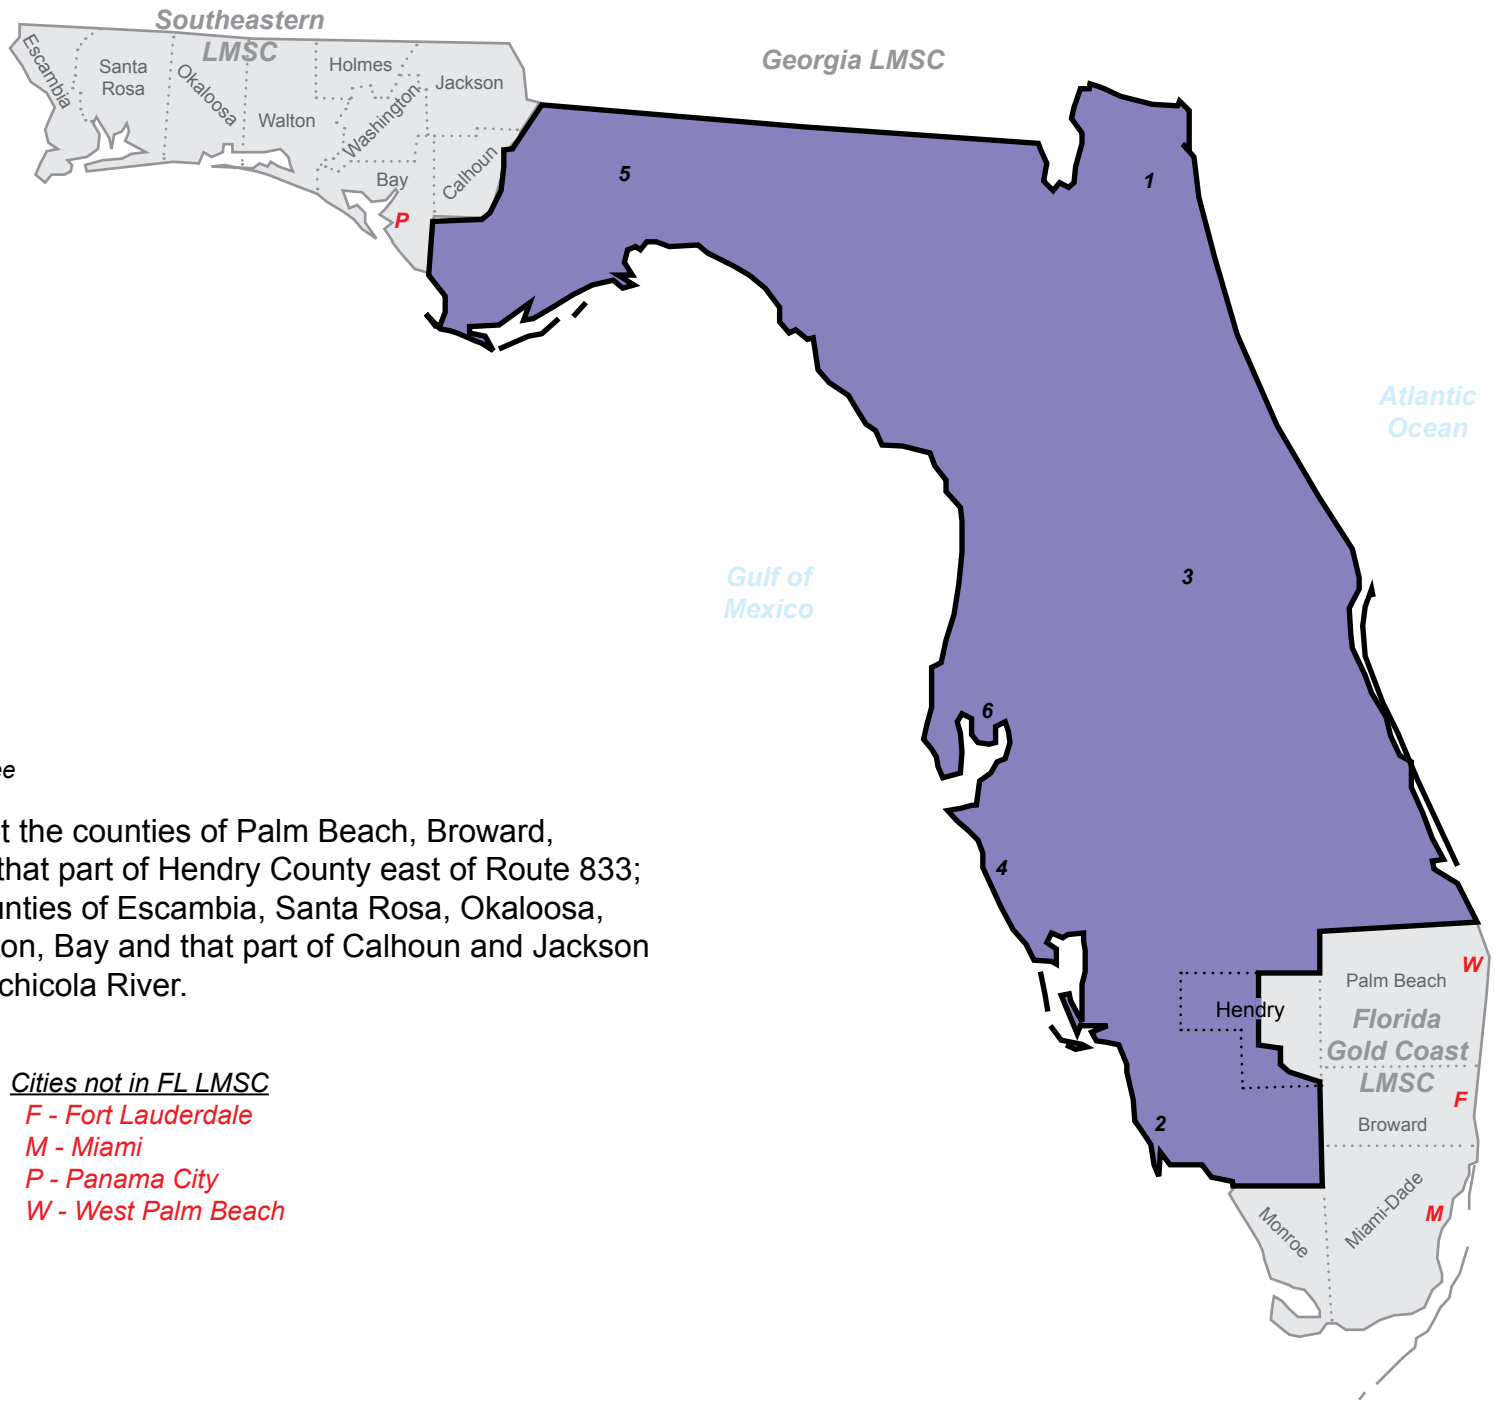 Southeastern
LMSC
Georgia LMSC
Escambia
Santa
Rosa
Okaloosa
Walton
Holmes
Washington
Jackson
Bay
Calhoun
P
5
1
Atlantic
Ocean
Gulf of
Mexico
3
6
4
ee
t the counties of Palm Beach, Broward,
that part of Hendry County east of Route 833;
unties of Escambia, Santa Rosa, Okaloosa,
ton, Bay and that part of Calhoun and Jackson
chicola River.
W
Palm Beach
Hendry
Florida
Gold Coast
LMSC
F
Broward
2
Miami-Dade
M
Monroe
Cities not in FL LMSC
F - Fort Lauderdale
M - Miami
P - Panama City
W - West Palm Beach